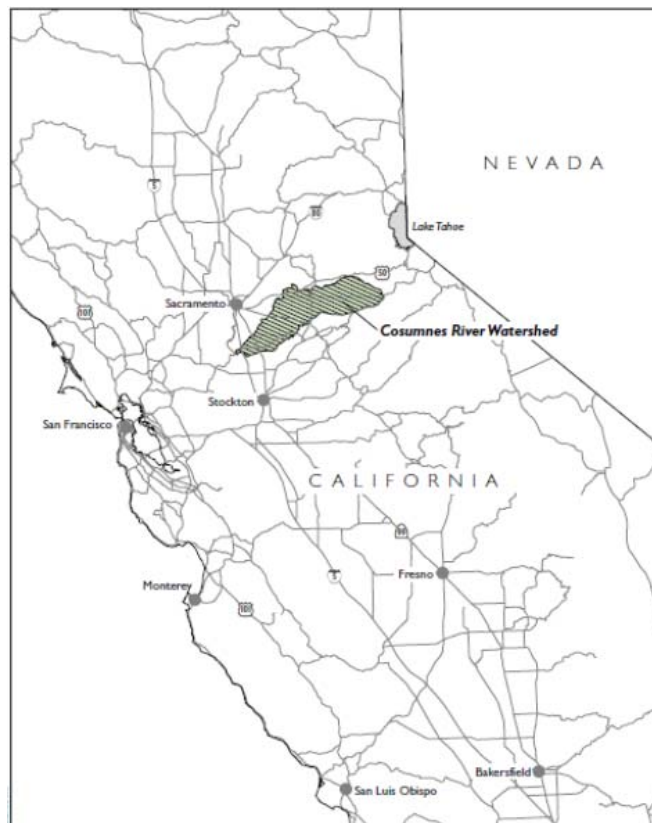 NEVADA
5
80
Lake Tahoe
50
Sacramento
101
Cosumnes River Watershed
Stockton
San Francisco
CALIFORNIA
Fresno
5
Monterey
101
Bakersfield
San Luis Obispo